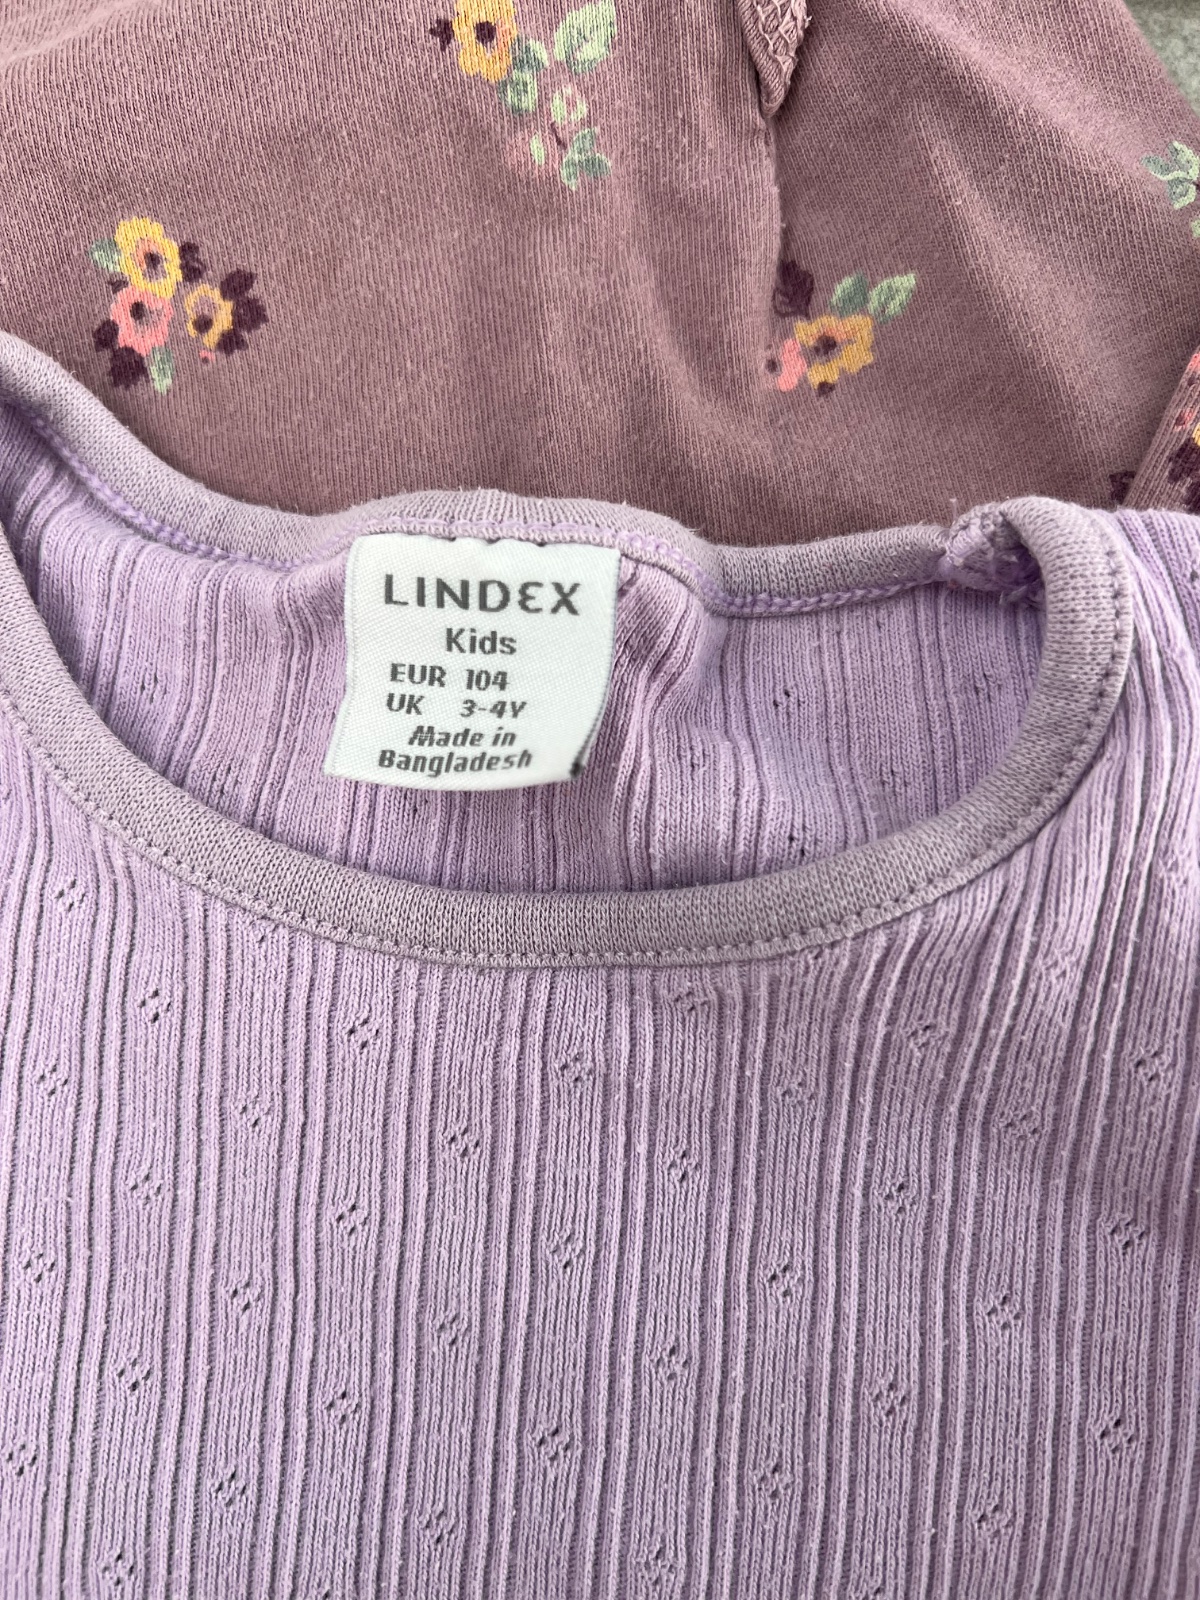 LINDEX
Kids
EUR 104
UK 3-4Y
Made in
Bangladesh